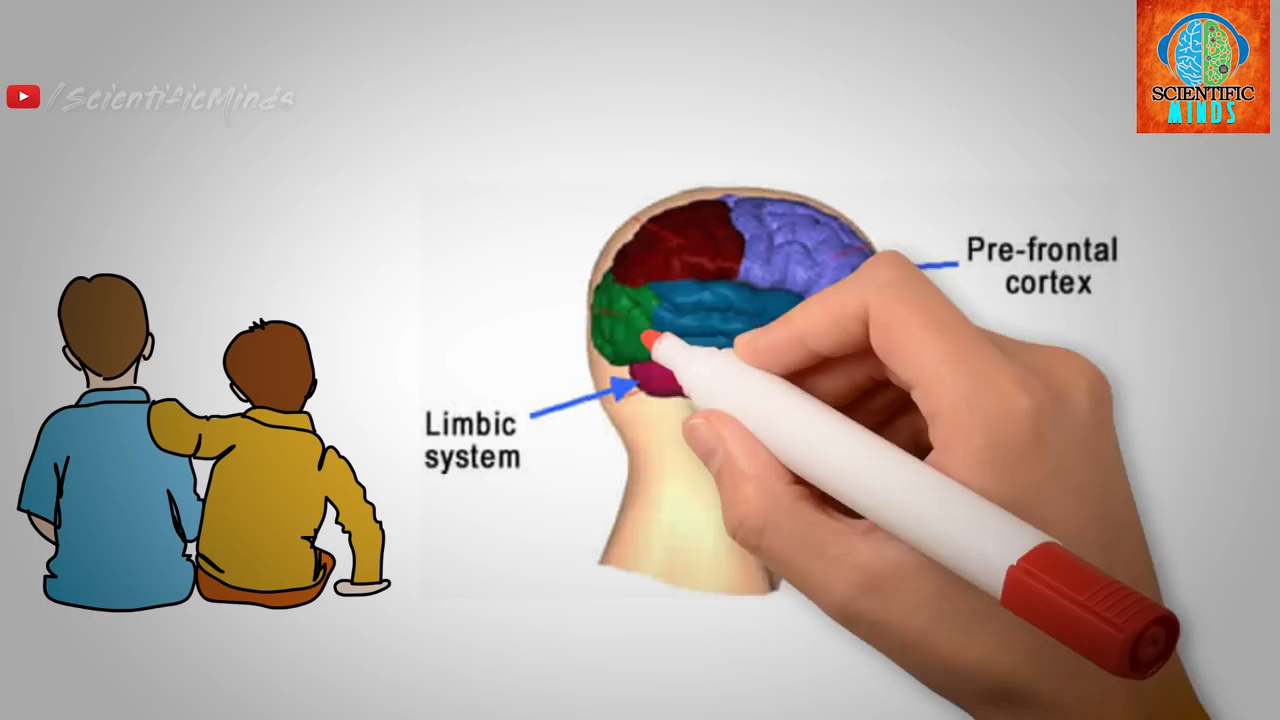 /ScientificMinds
SCIENTIFIC
MINDS
Pre-frontal
cortex
Limbic
system